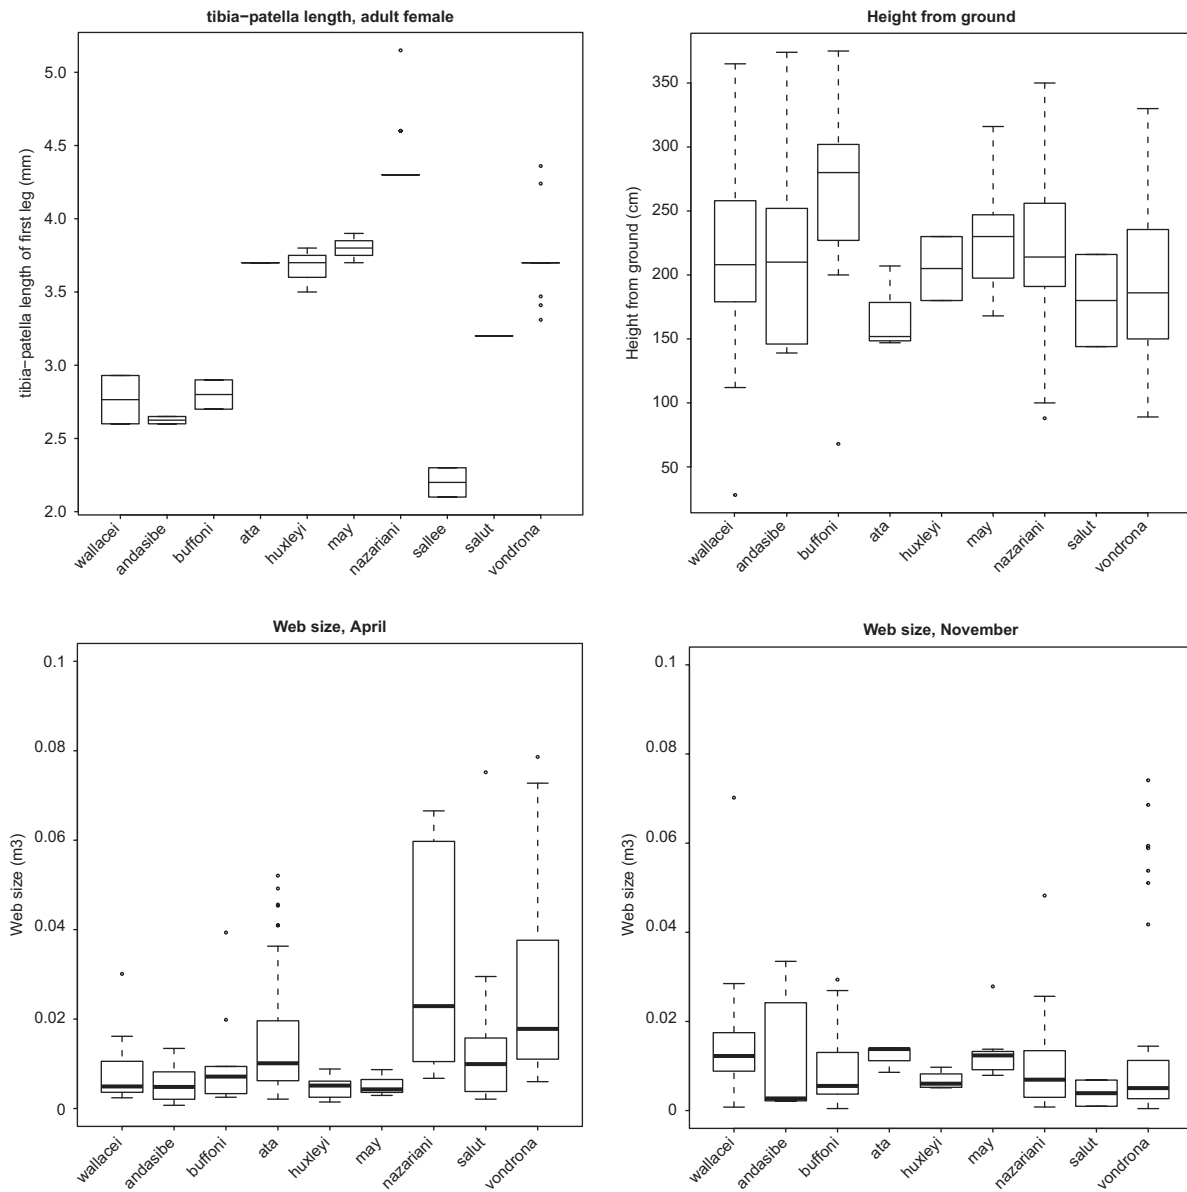 tibia−patella length, adult female
tibia−patella length of first leg (mm)
5.0
4.5
4.0
3.5
3.0
2.5
2.0
wallacei
andasibe
buffoni
ata
huxleyi
may
nazariani
sallee
salut
vondrona
Height from ground
Height from ground (cm)
350
300
250
200
150
100
50
wallacei
andasibe
buffoni
ata
huxleyi
may
nazariani
salut
vondrona
Web size, April
Web size (m3)
0.1
0.08
0.06
0.04
0.02
0
wallacei
andasibe
buffoni
ata
huxleyi
may
nazariani
salut
vondrona
Web size, November
Web size (m3)
0.1
0.08
0.06
0.04
0.02
0
wallacei
andasibe
buffoni
ata
huxleyi
may
nazariani
salut
vondrona